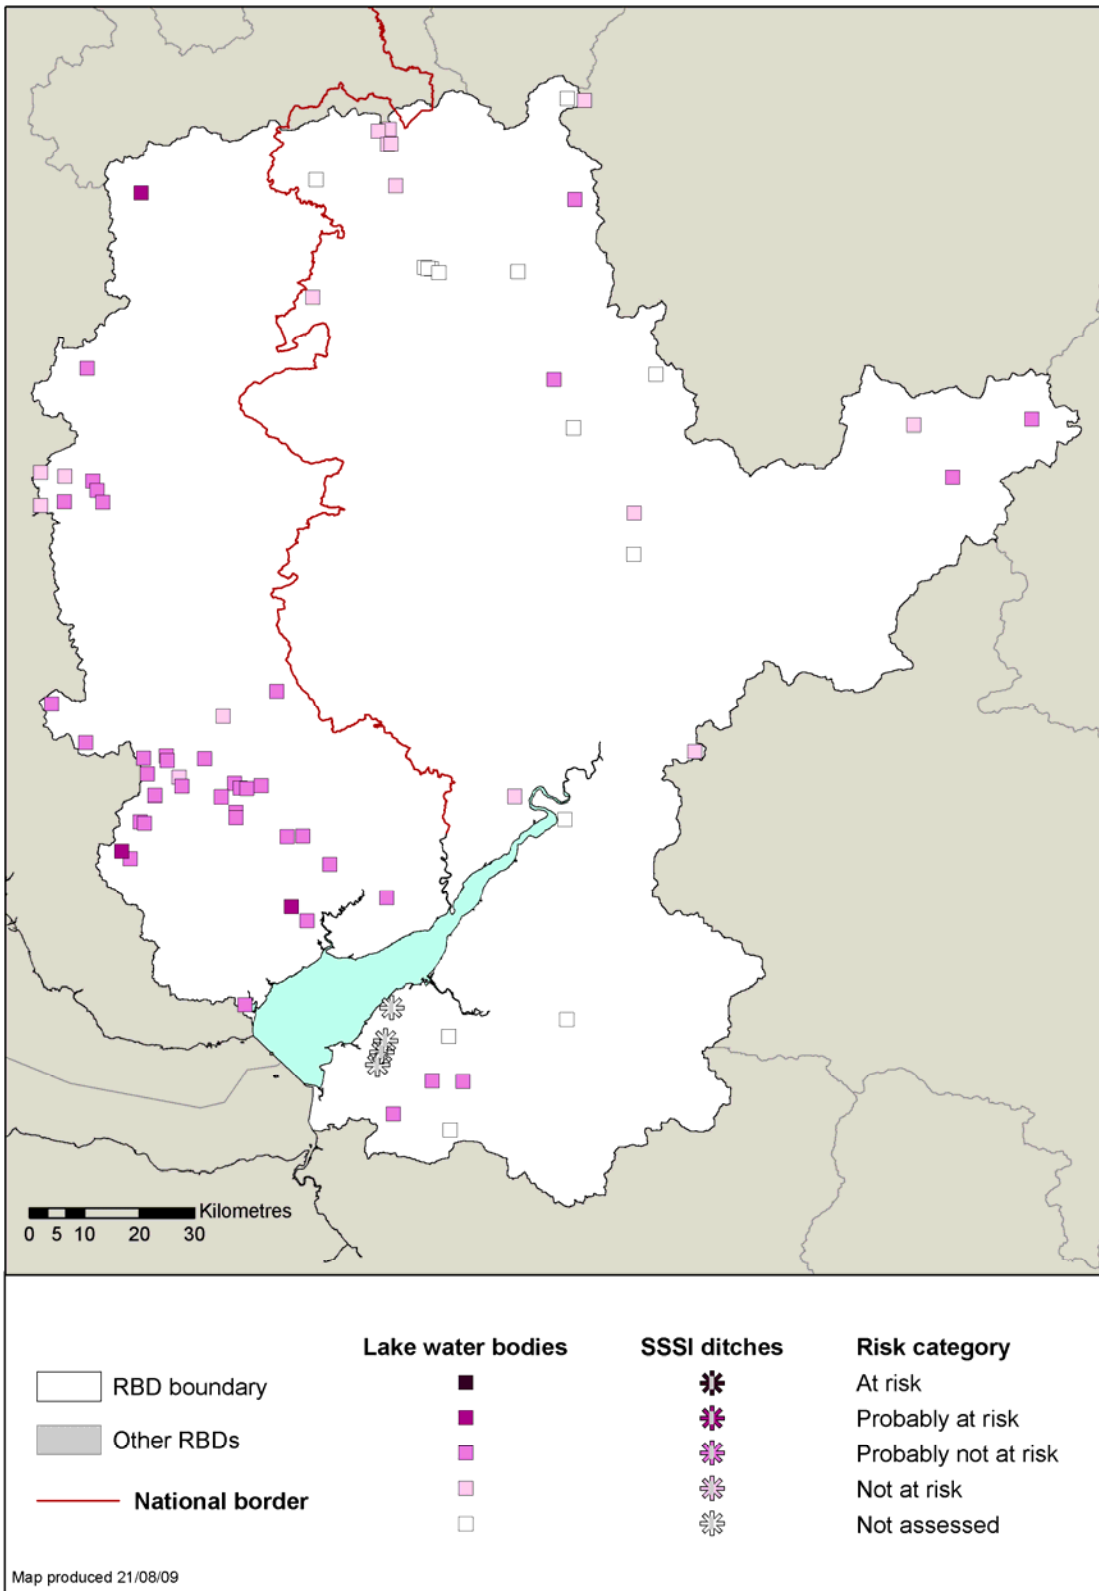 Kilometres
0 5 10 20 30
Lake water bodies SSSI ditches Risk category
RBD boundary
Other RBDs
National border
At risk
Probably at risk
Probably not at risk
Not at risk
Not assessed
Map produced 21/08/09